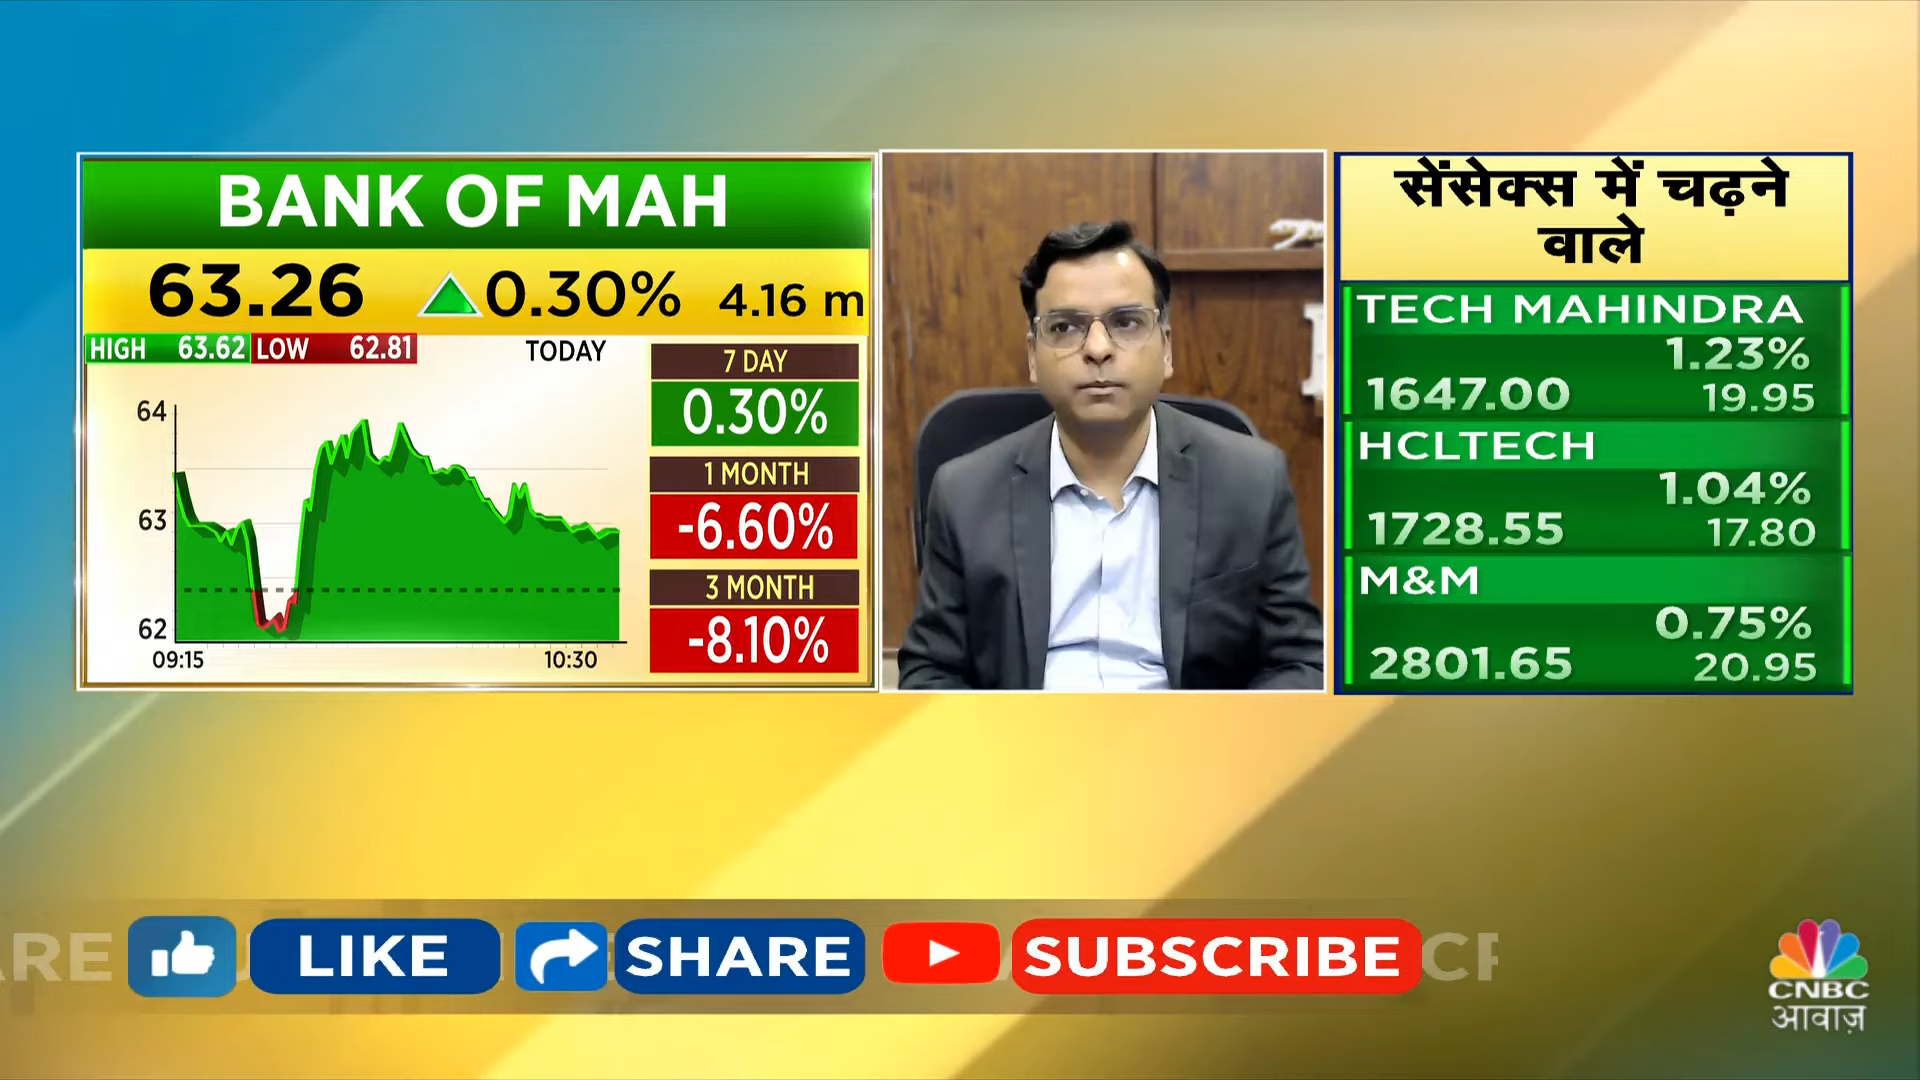 BANK OF MAH
63.26 0.30% 4.16 m
HIGH 63.62 LOW 62.81
TODAY
64
63
62
09:15 10:30
7 DAY
0.30%
1 MONTH
-6.60%
3 MONTH
-8.10%
सेंसेक्स में चढ़ने
वाले
TECH MAHINDRA
1.23%
1647.00 19.95
HCLTECH
1.04%
1728.55 17.80
M&M
0.75%
2801.65 20.95
LIKE SHARE SUBSCRIBE
CNBC
आवाज़